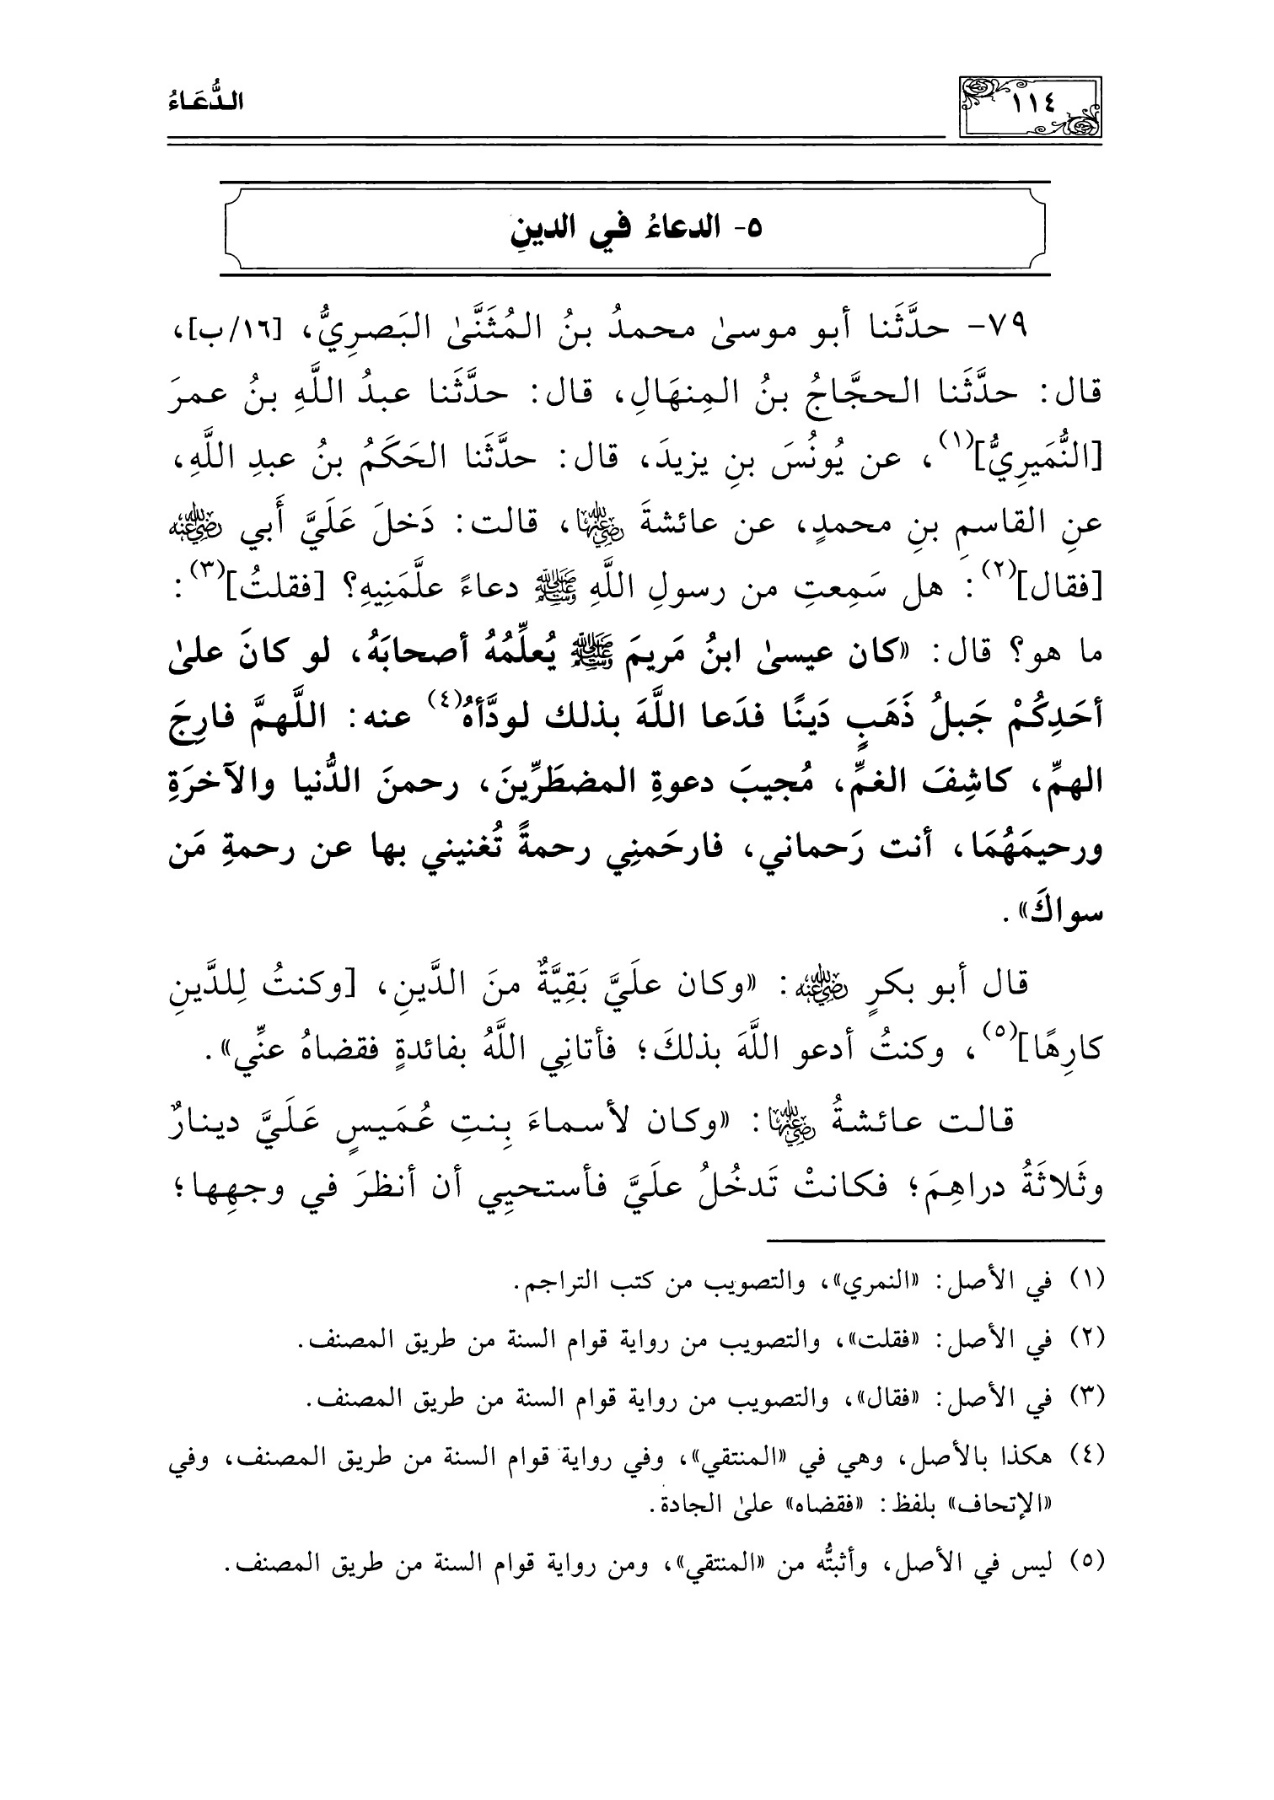 ١١٤
الدُّعَاءُ
٥- الدعاءُ في الدينِ
٧٩- حدَّثَنا أبو موسىٰ محمدُ بنُ المُثَنَّىٰ البَصرِيُّ، [١٦/ب]،
قال: حدَّثَنا الحجَّاجُ بنُ المِنهَالِ، قال: حدَّثَنا عبدُ اللَّهِ بنُ عمرَ
[النُّمَيرِيُّ](١)، عن يُونُسَ بنِ يزيدَ، قال: حدَّثَنا الحَكَمُ بنُ عبدِ اللَّهِ،
عنِ القاسمِ بنِ محمدٍ، عن عائشةَ رضي الله عنها، قالت: دَخلَ عَلَيَّ أَبي رضي الله عنه
[فقال](٢): هل سَمِعتِ من رسولِ اللَّهِ ﷺ دعاءً علَّمَنِيهِ؟ [فقلتُ](٣):
ما هو؟ قال: «كان عيسىٰ ابنُ مَريمَ ﷺ يُعلِّمُهُ أصحابَهُ، لو كانَ علىٰ
أحَدِكُمْ جَبلُ ذَهَبٍ دَينًا فدَعا اللَّهَ بذلك لودَّأهُ(٤) عنه: اللَّهمَّ فارِجَ
الهمِّ، كاشِفَ الغمِّ، مُجيبَ دعوةِ المضطَرِّينَ، رحمنَ الدُّنيا والآخرَةِ
ورحيمَهُمَا، أنت رَحماني، فارحَمنِي رحمةً تُغنيني بها عن رحمةِ مَن
سواكَ».
قال أبو بكرٍ رضي الله عنه: «وكان علَيَّ بَقِيَّةٌ منَ الدَّينِ، [وكنتُ لِلدَّينِ
كارِهًا](٥)، وكنتُ أدعو اللَّهَ بذلكَ؛ فأتانِي اللَّهُ بفائدةٍ فقضاهُ عنِّي».
قالت عائشةُ رضي الله عنها: «وكان لأسماءَ بِنتِ عُمَيسٍ عَلَيَّ دينارٌ
وثَلاثَةُ دراهِمَ؛ فكانتْ تَدخُلُ علَيَّ فأستحيِي أن أنظرَ في وجهِها؛
(١) في الأصل: «النمري»، والتصويب من كتب التراجم.
(٢) في الأصل: «فقلت»، والتصويب من رواية قوام السنة من طريق المصنف.
(٣) في الأصل: «فقال»، والتصويب من رواية قوام السنة من طريق المصنف.
(٤) هكذا بالأصل، وهي في «المنتقي»، وفي رواية قوام السنة من طريق المصنف، وفي
«الإتحاف» بلفظ: «فقضاه» علىٰ الجادة.
(٥) ليس في الأصل، وأثبتُّه من «المنتقي»، ومن رواية قوام السنة من طريق المصنف.